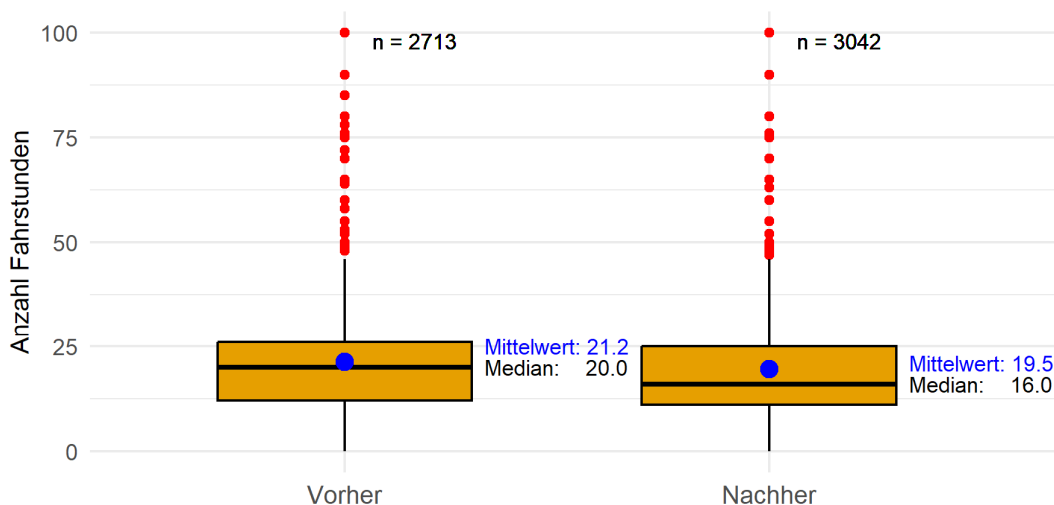 100
75
50
25
0
Anzahl Fahrstunden
n = 2713
n = 3042
Mittelwert: 21.2
Median: 20.0
Mittelwert: 19.5
Median: 16.0
Vorher
Nachher